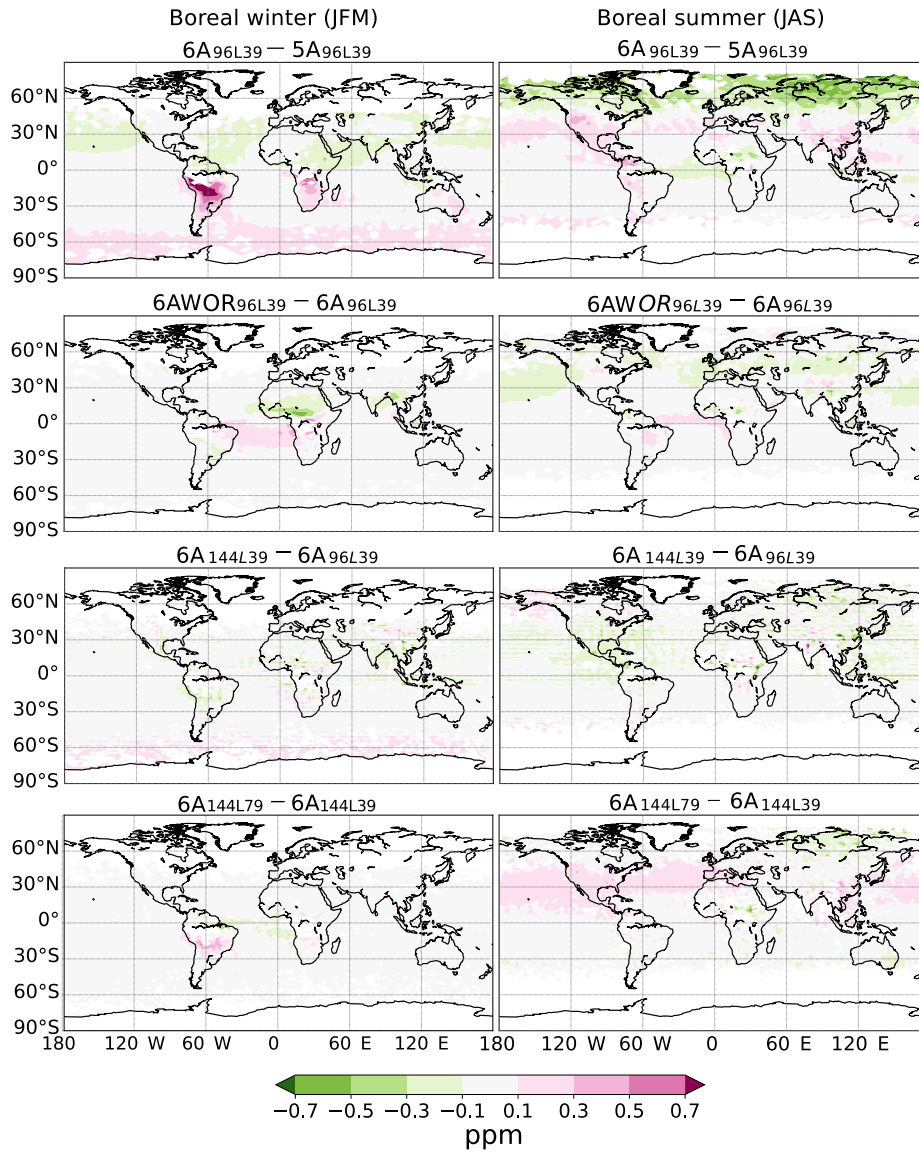 Boreal winter (JFM) Boreal summer (JAS)
6A96L39 − 5A96L39 6A96L39 − 5A96L39
60°N
30°N
0°
30°S
60°S
90°S
6AWOR96L39 − 6A96L39 6AWOR96L39 − 6A96L39
60°N
30°N
0°
30°S
60°S
90°S
6A144L39 − 6A96L39 6A144L39 − 6A96L39
60°N
30°N
0°
30°S
60°S
90°S
6A144L79 − 6A144L39 6A144L79 − 6A144L39
60°N
30°N
0°
30°S
60°S
90°S
180 120 W 60 W 0 60 E 120 E 180 120 W 60 W 0 60 E 120 E
−0.7 −0.5 −0.3 −0.1 0.1 0.3 0.5 0.7
ppm